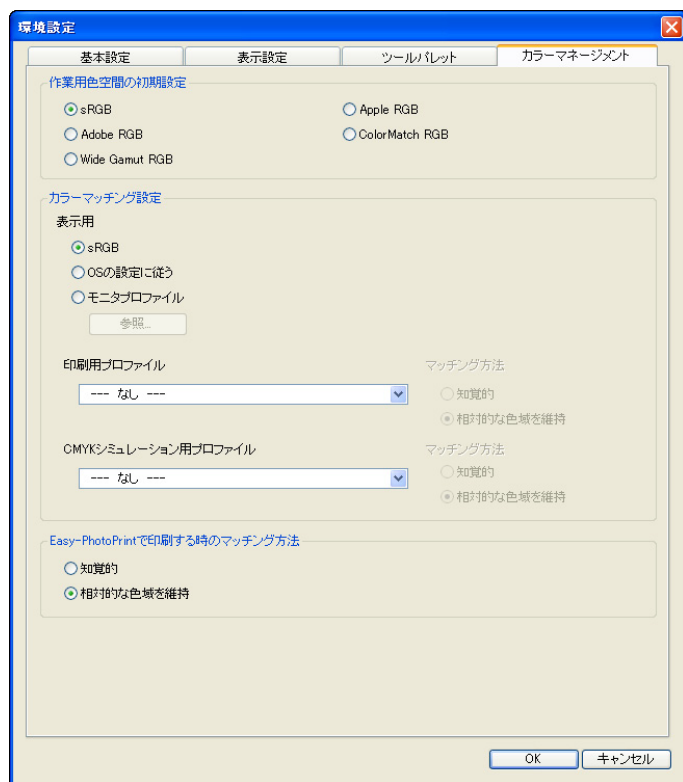 環境設定
基本設定 表示設定 ツールパレット カラーマネージメント
作業用色空間の初期設定
sRGB Apple RGB
Adobe RGB ColorMatch RGB
Wide Gamut RGB
カラーマッチング設定
表示用
sRGB
OSの設定に従う
モニタプロファイル
参照...
印刷用プロファイル マッチング方法
--- なし --- 知覚的
相対的な色域を維持
CMYKシミュレーション用プロファイル マッチング方法
--- なし --- 知覚的
相対的な色域を維持
Easy-PhotoPrintで印刷する時のマッチング方法
知覚的
相対的な色域を維持
OK キャンセル